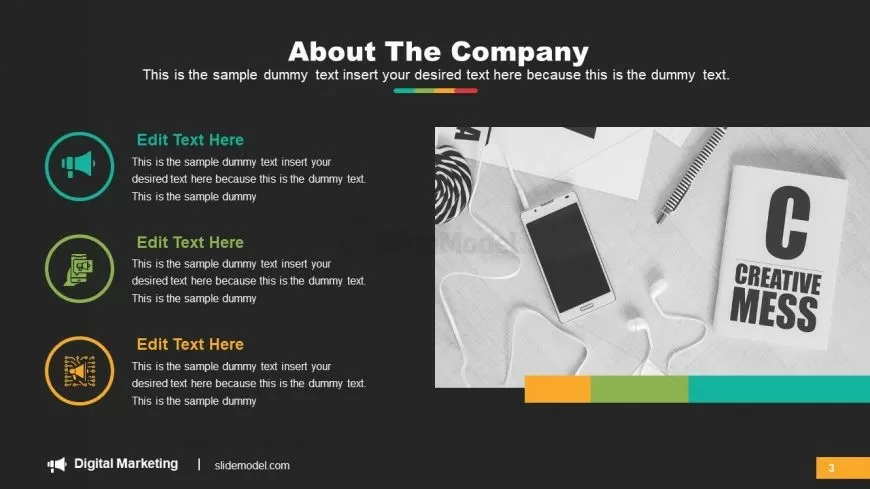 About The Company
This is the sample dummy text insert your desired text here because this is the dummy text.
Edit Text Here
This is the sample dummy text insert your
desired text here because this is the dummy text.
This is the sample dummy
Edit Text Here
This is the sample dummy text insert your
desired text here because this is the dummy text.
This is the sample dummy
Edit Text Here
This is the sample dummy text insert your
desired text here because this is the dummy text.
This is the sample dummy
C
CREATIVE
MESS
SlideModel
Digital Marketing | slidemodel.com
3